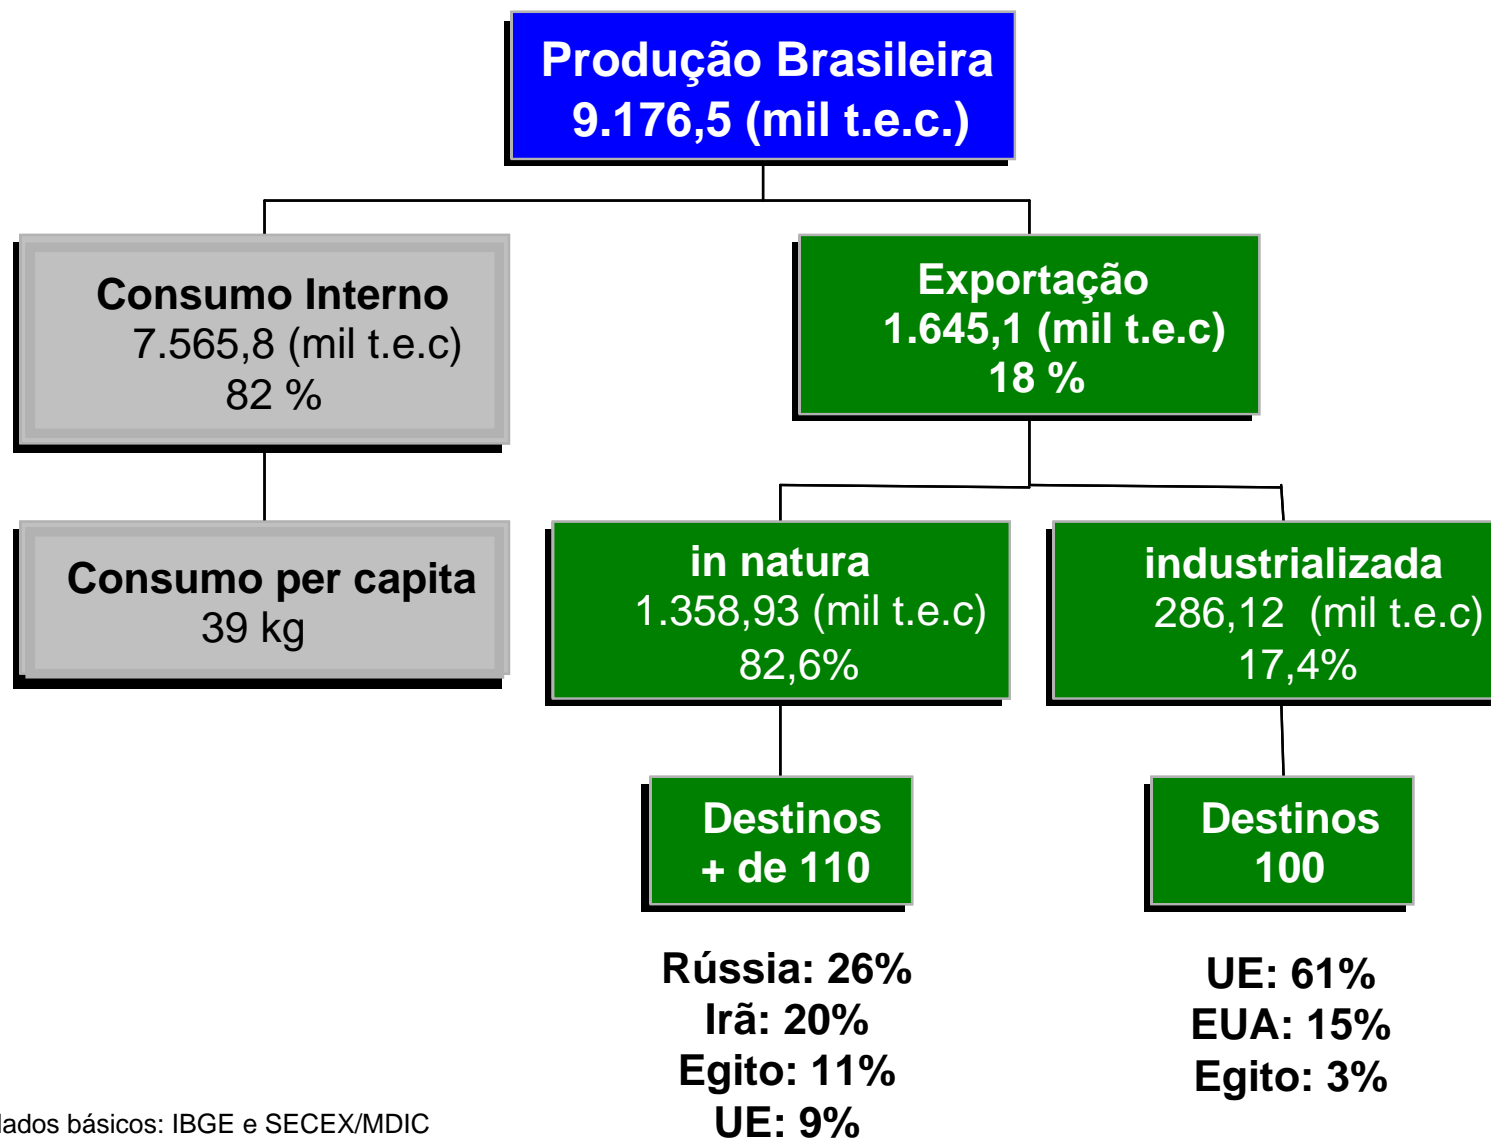 Produção Brasileira
9.176,5 (mil t.e.c.)
Consumo Interno
7.565,8 (mil t.e.c)
82 %
Exportação
1.645,1 (mil t.e.c)
18 %
Consumo per capita
39 kg
in natura
1.358,93 (mil t.e.c)
82,6%
industrializada
286,12 (mil t.e.c)
17,4%
Destinos
+ de 110
Destinos
100
Rússia: 26%
Irã: 20%
Egito: 11%
UE: 9%
UE: 61%
EUA: 15%
Egito: 3%
dados básicos: IBGE e SECEX/MDIC